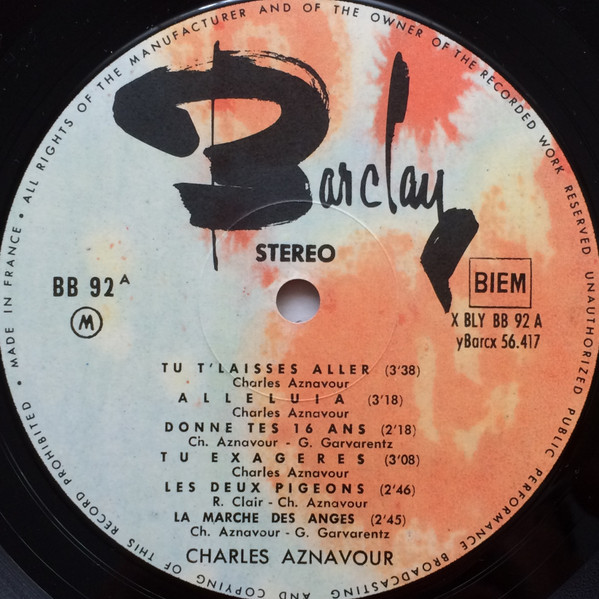 ALL RIGHTS OF THE MANUFACTURER AND OF THE OWNER OF THE RECORDED WORK RESERVED UNAUTHORIZED PUBLIC PERFORMANCE BROADCASTING AND COPYING OF THIS RECORD PROHIBITED • MADE IN FRANCE •
Barclay
STEREO
BB 92 A
M
BIEM
X BLY BB 92 A
yBarcx 56.417
TU T'LAISSES ALLER (3'38)
Charles Aznavour
ALLELUIA (3'18)
Charles Aznavour
DONNE TES 16 ANS (2'18)
Ch. Aznavour - G. Garvarentz
TU EXAGERES (3'08)
Charles Aznavour
LES DEUX PIGEONS (2'46)
R. Clair - Ch. Aznavour
LA MARCHE DES ANGES (2'45)
Ch. Aznavour - G. Garvarentz
CHARLES AZNAVOUR